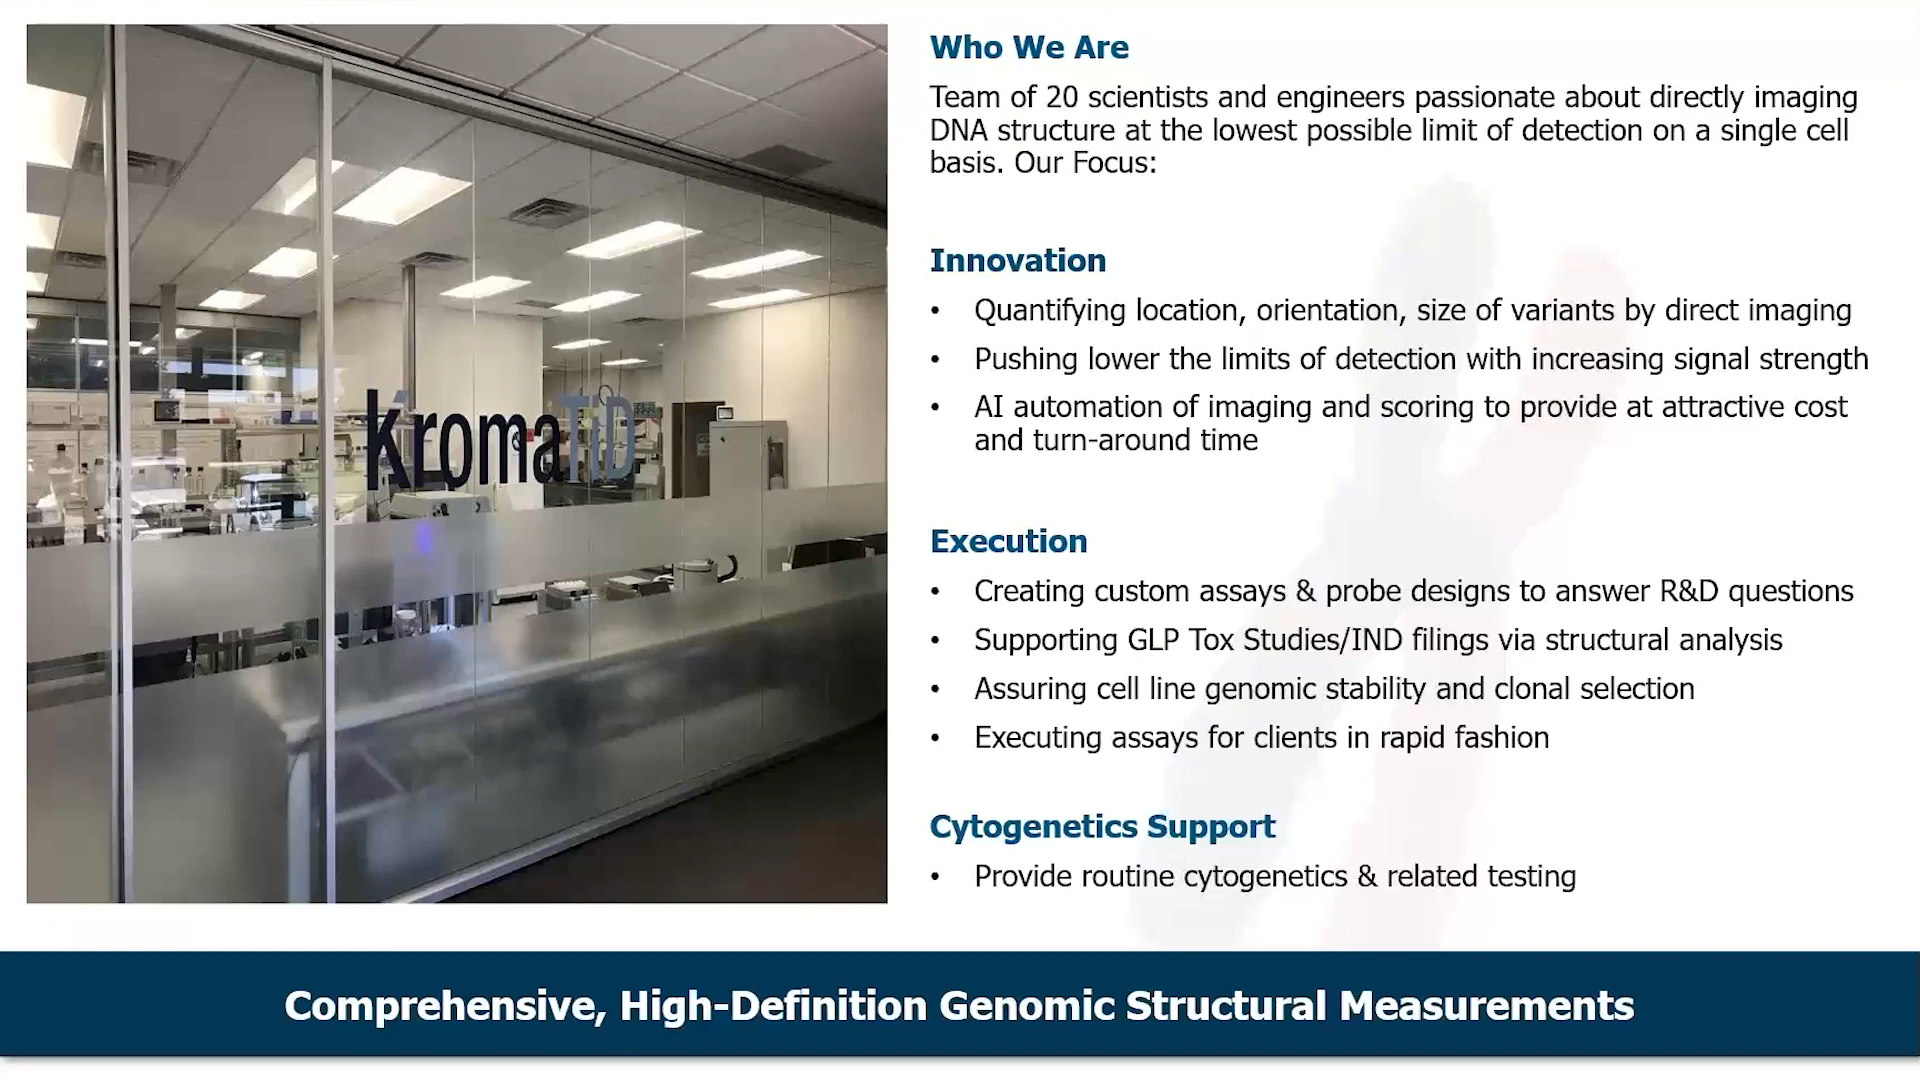 KromaTiD
Who We Are
Team of 20 scientists and engineers passionate about directly imaging
DNA structure at the lowest possible limit of detection on a single cell
basis. Our Focus:
Innovation
• Quantifying location, orientation, size of variants by direct imaging
• Pushing lower the limits of detection with increasing signal strength
• AI automation of imaging and scoring to provide at attractive cost
and turn-around time
Execution
• Creating custom assays & probe designs to answer R&D questions
• Supporting GLP Tox Studies/IND filings via structural analysis
• Assuring cell line genomic stability and clonal selection
• Executing assays for clients in rapid fashion
Cytogenetics Support
• Provide routine cytogenetics & related testing
Comprehensive, High-Definition Genomic Structural Measurements